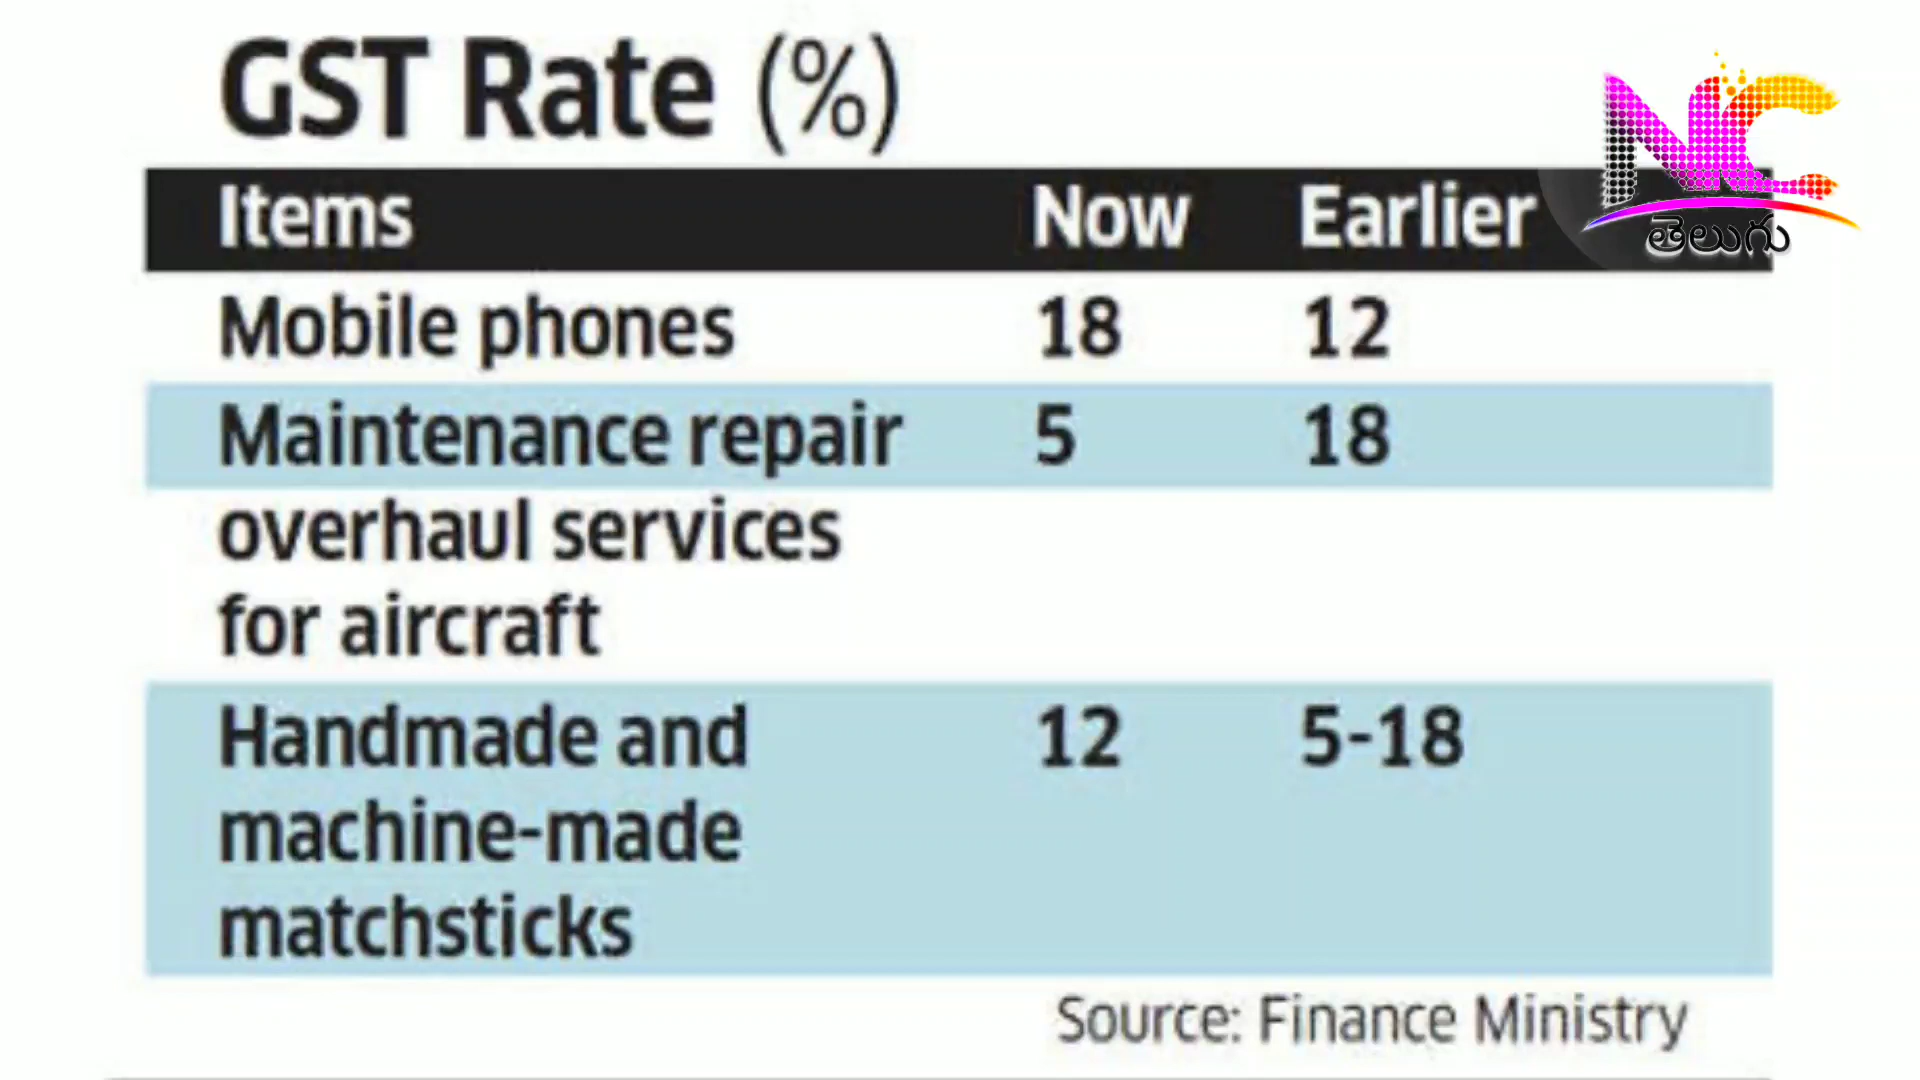 GST Rate (%)
NC
తెలుగు
Items Now Earlier
Mobile phones 18 12
Maintenance repair 5 18
overhaul services
for aircraft
Handmade and 12 5-18
machine-made
matchsticks
Source: Finance Ministry